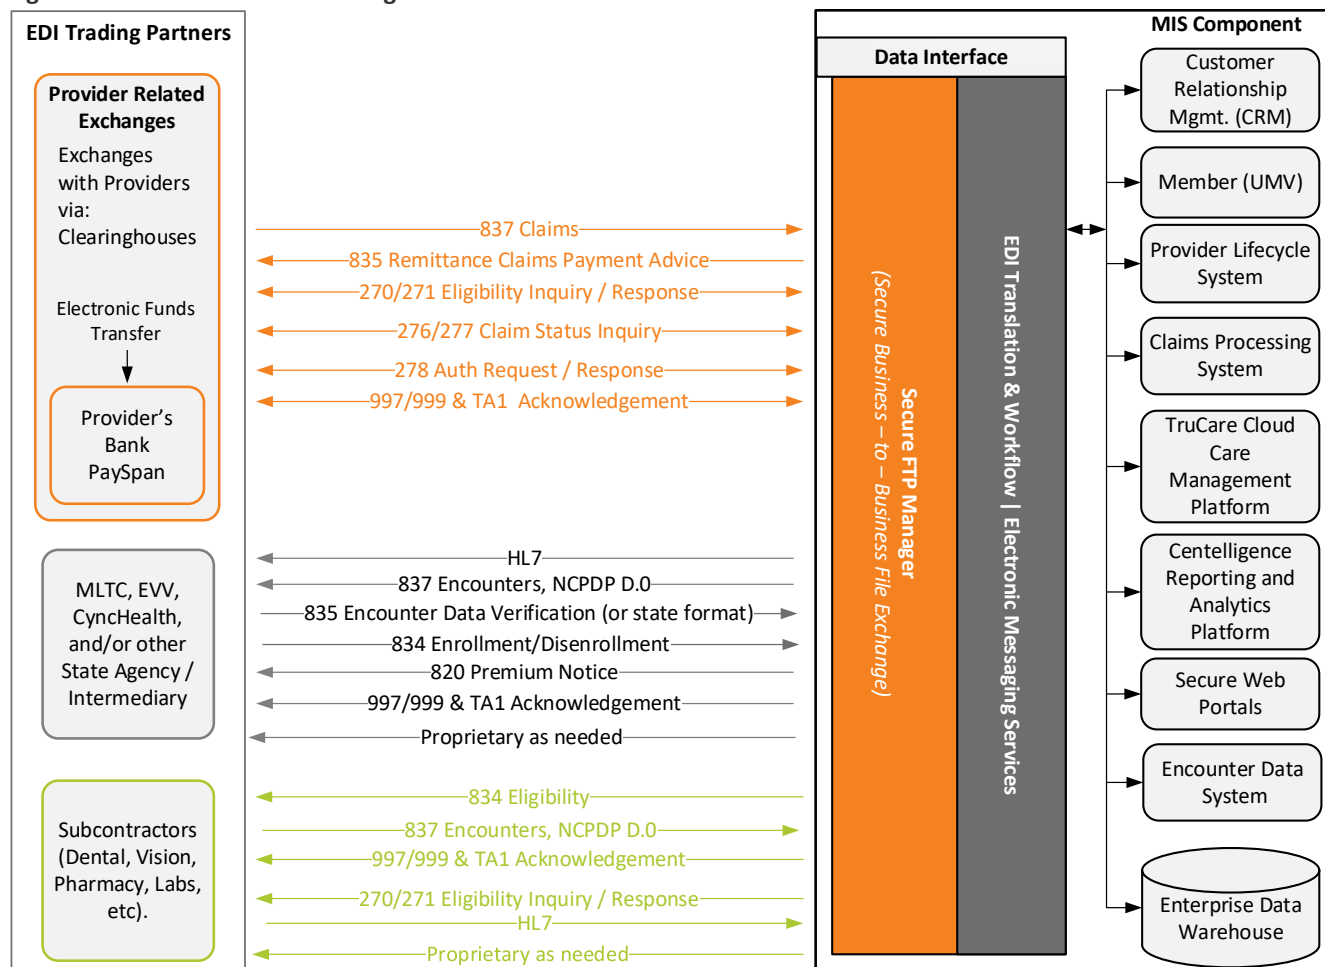 EDI Trading Partners
Provider Related
Exchanges
Exchanges
with Providers
via:
Clearinghouses
Electronic Funds
Transfer
Provider's
Bank
PaySpan
MLTC, EVV,
CyncHealth,
and/or other
State Agency /
Intermediary
Subcontractors
(Dental, Vision,
Pharmacy, Labs,
etc).
837 Claims
835 Remittance Claims Payment Advice
270/271 Eligibility Inquiry / Response
276/277 Claim Status Inquiry
278 Auth Request / Response
997/999 & TA1 Acknowledgement
HL7
837 Encounters, NCPDP D.0
835 Encounter Data Verification (or state format)
834 Enrollment/Disenrollment
820 Premium Notice
997/999 & TA1 Acknowledgement
Proprietary as needed
834 Eligibility
837 Encounters, NCPDP D.0
997/999 & TA1 Acknowledgement
270/271 Eligibility Inquiry / Response
HL7
Proprietary as needed
Data Interface
Secure FTP Manager
(Secure Business – to – Business File Exchange)
EDI Translation & Workflow | Electronic Messaging Services
MIS Component
Customer
Relationship
Mgmt. (CRM)
Member (UMV)
Provider Lifecycle
System
Claims Processing
System
TruCare Cloud
Care
Management
Platform
Centelligence
Reporting and
Analytics
Platform
Secure Web
Portals
Encounter Data
System
Enterprise Data
Warehouse